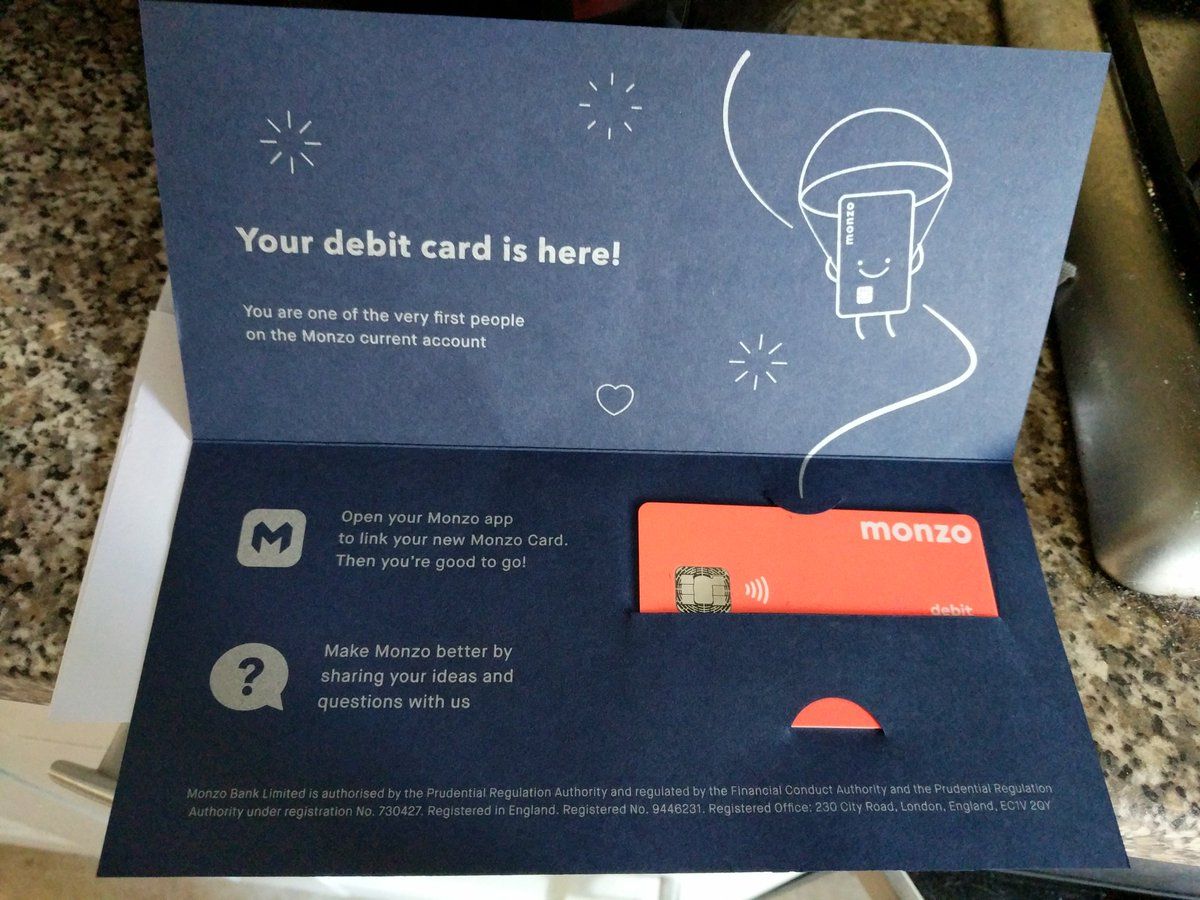 monzo
Your debit card is here!
You are one of the very first people
on the Monzo current account
Open your Monzo app
to link your new Monzo Card.
Then you're good to go!
monzo
debit
Make Monzo better by
sharing your ideas and
questions with us
Monzo Bank Limited is authorised by the Prudential Regulation Authority and regulated by the Financial Conduct Authority and the Prudential Regulation
Authority under registration No. 730427. Registered in England. Registered No. 9446231. Registered Office: 230 City Road, London, England, EC1V 2QY